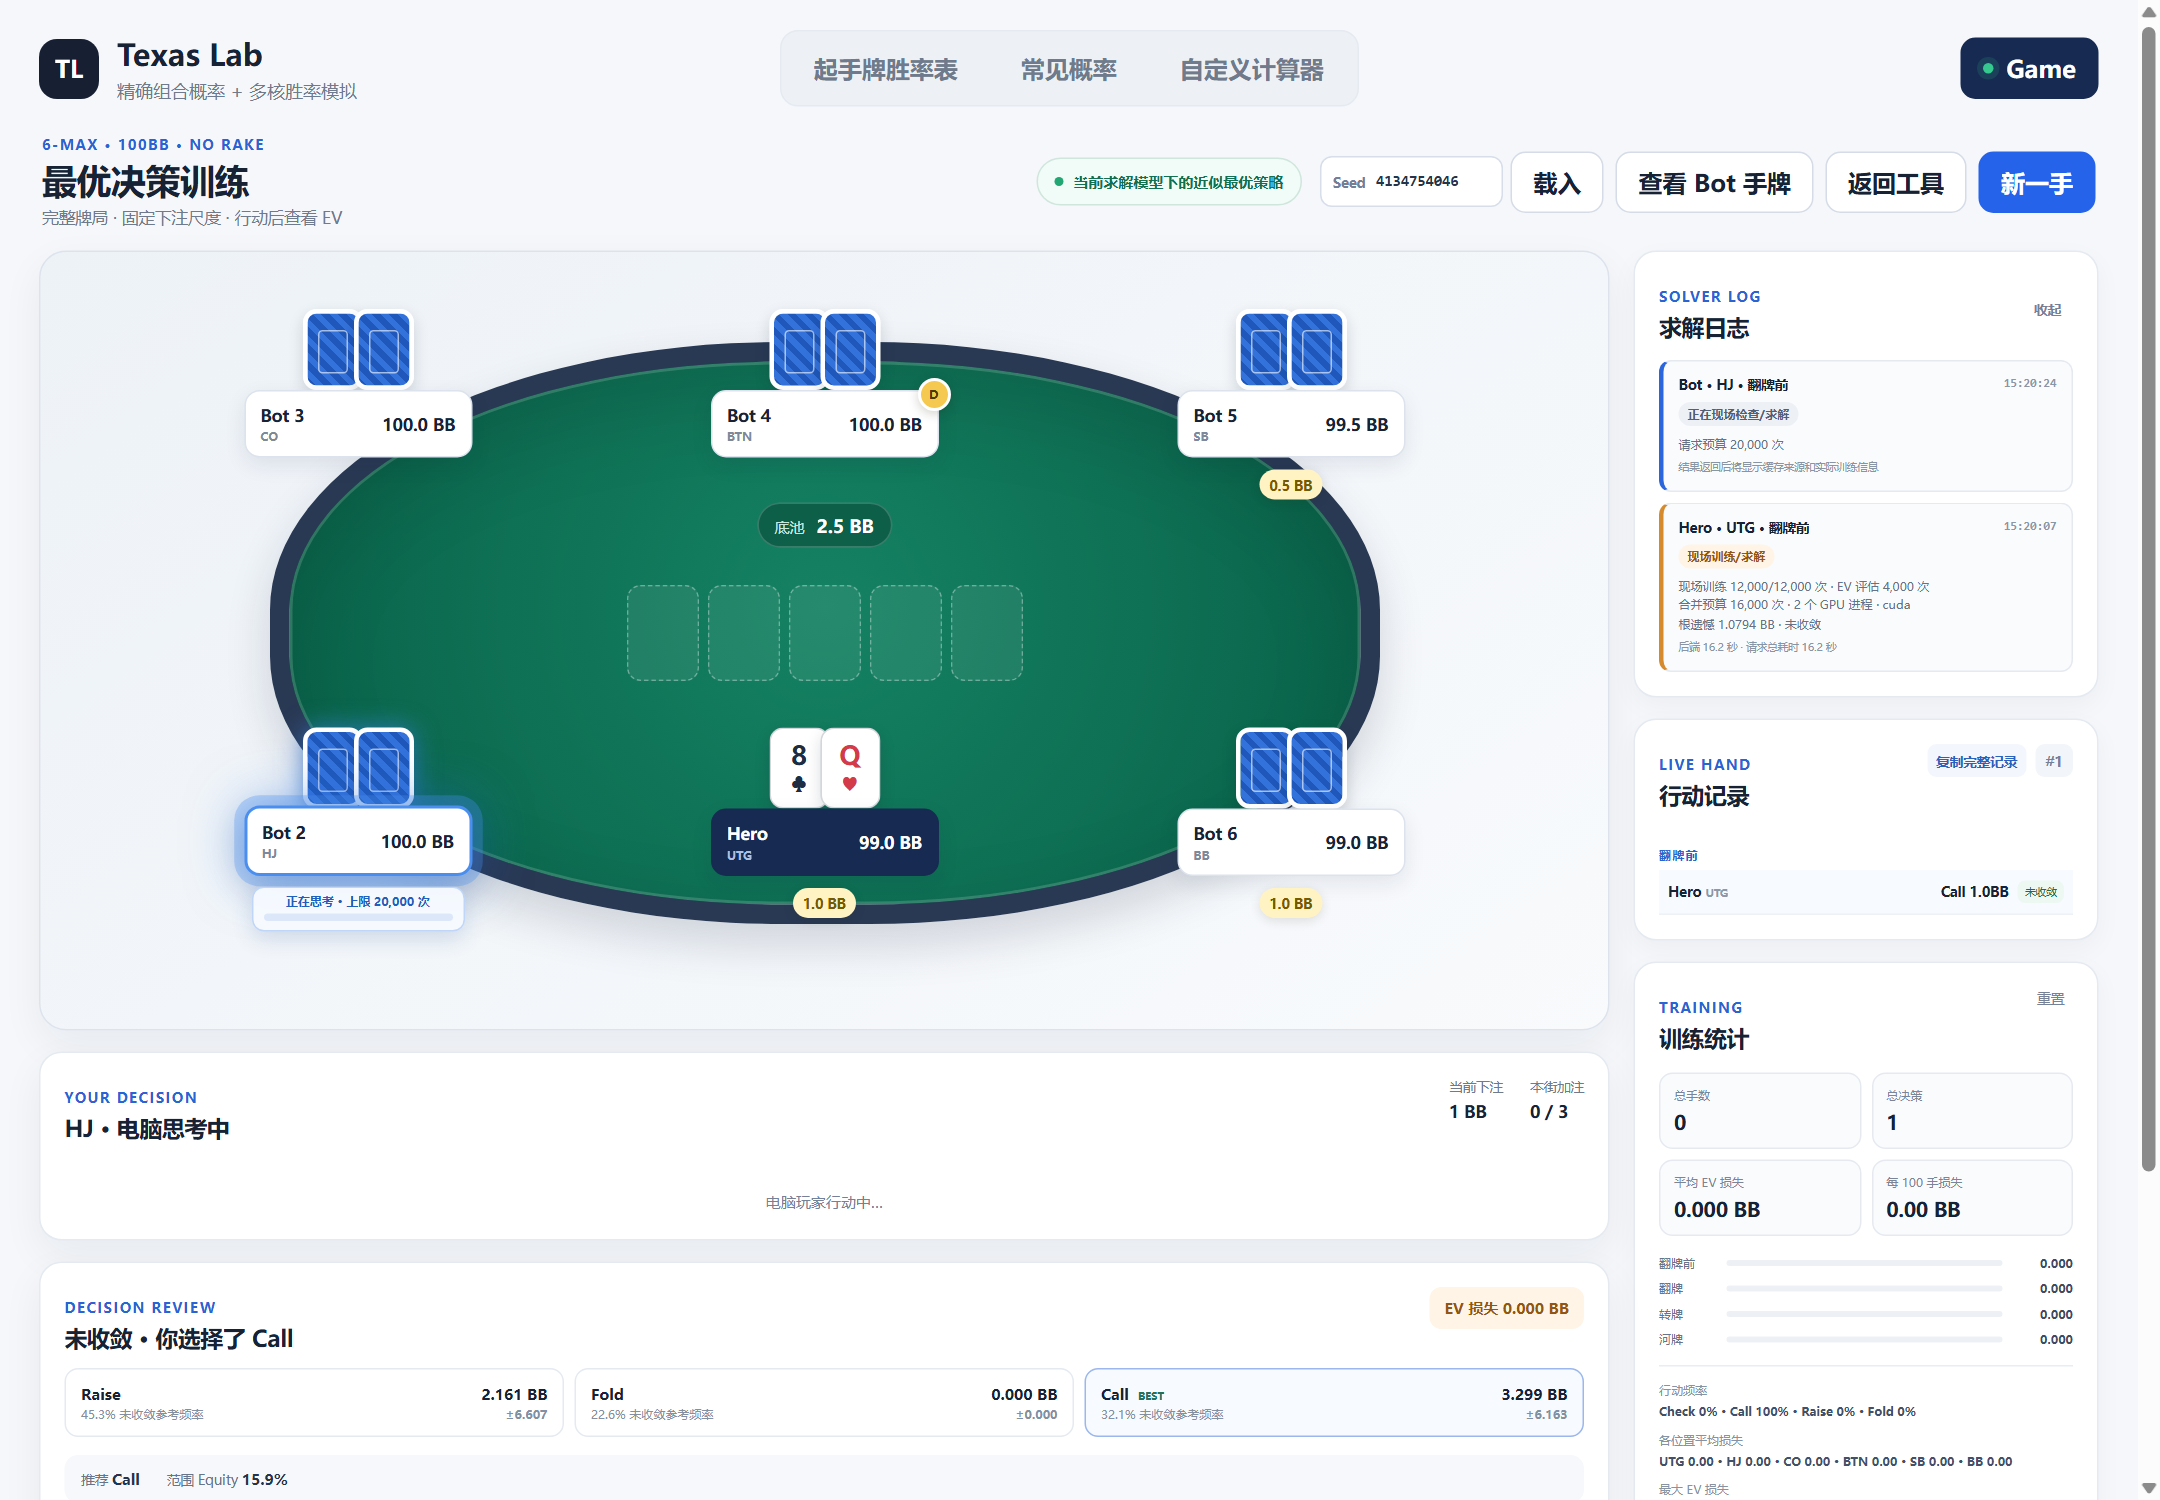 TL
Texas Lab
精确组合概率 + 多核胜率模拟
起手牌胜率表 常见概率 自定义计算器
Game
6-MAX • 100BB • NO RAKE
最优决策训练
完整牌局 · 固定下注尺度 · 行动后查看 EV
当前求解模型下的近似最优策略
Seed 4134754046
载入
查看 Bot 手牌
返回工具
新一手
Bot 3
CO
100.0 BB
Bot 4
BTN
100.0 BB
D
Bot 5
SB
99.5 BB
0.5 BB
底池 2.5 BB
Bot 2
HJ
100.0 BB
正在思考 • 上限 20,000 次
8
♣
Q
♥
Hero
UTG
99.0 BB
1.0 BB
Bot 6
BB
99.0 BB
1.0 BB
YOUR DECISION
HJ • 电脑思考中
当前下注
1 BB
本街加注
0 / 3
电脑玩家行动中...
DECISION REVIEW
未收敛 • 你选择了 Call
EV 损失 0.000 BB
Raise 2.161 BB
45.3% 未收敛参考频率 ±6.607
Fold 0.000 BB
22.6% 未收敛参考频率 ±0.000
Call BEST 3.299 BB
32.1% 未收敛参考频率 ±6.163
推荐 Call 范围 Equity 15.9%
SOLVER LOG
求解日志
收起
Bot • HJ • 翻牌前 15:20:24
正在现场检查/求解
请求预算 20,000 次
结果返回后将显示缓存来源和实际训练信息
Hero • UTG • 翻牌前 15:20:07
现场训练/求解
现场训练 12,000/12,000 次 · EV 评估 4,000 次
合并预算 16,000 次 · 2 个 GPU 进程 · cuda
根遗憾 1.0794 BB · 未收敛
后端 16.2 秒 · 请求总耗时 16.2 秒
LIVE HAND
行动记录
复制完整记录 #1
翻牌前
Hero UTG Call 1.0BB 未收敛
TRAINING
训练统计
重置
总手数
0
总决策
1
平均 EV 损失
0.000 BB
每 100 手损失
0.00 BB
翻牌前 0.000
翻牌 0.000
转牌 0.000
河牌 0.000
行动频率
Check 0% • Call 100% • Raise 0% • Fold 0%
各位置平均损失
UTG 0.00 • HJ 0.00 • CO 0.00 • BTN 0.00 • SB 0.00 • BB 0.00
最大 EV 损失